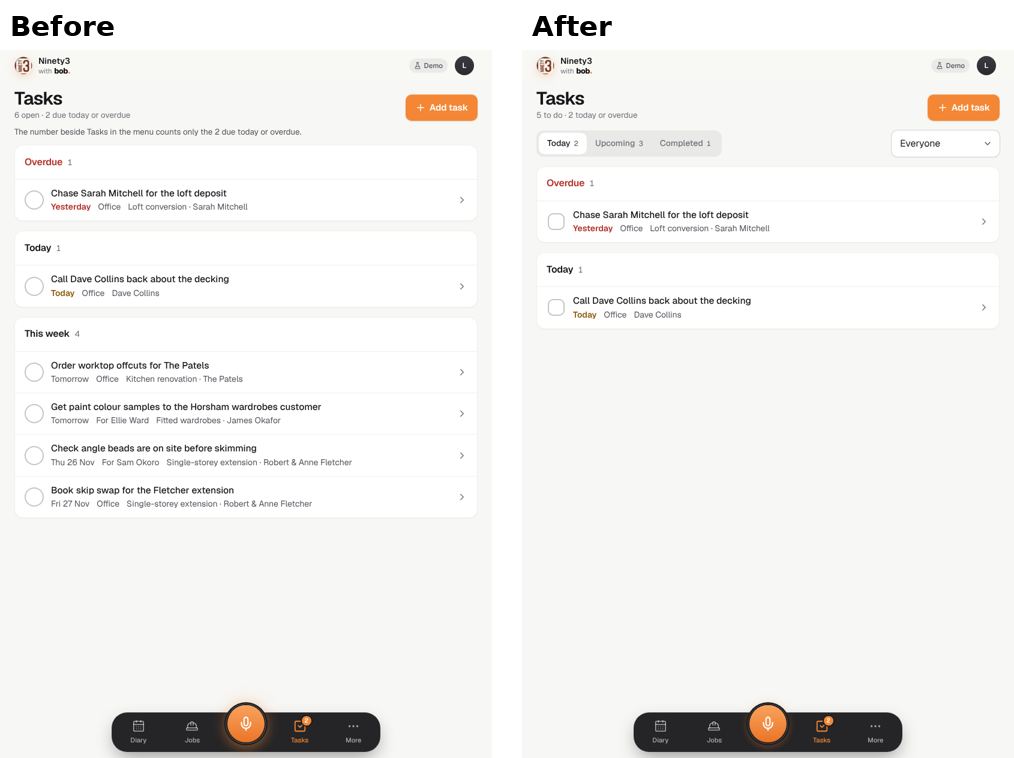 Before
Ninety3
with bob.
Demo
L
Tasks
6 open · 2 due today or overdue
+ Add task
The number beside Tasks in the menu counts only the 2 due today or overdue.
Overdue 1
Chase Sarah Mitchell for the loft deposit
Yesterday Office Loft conversion · Sarah Mitchell
Today 1
Call Dave Collins back about the decking
Today Office Dave Collins
This week 4
Order worktop offcuts for The Patels
Tomorrow Office Kitchen renovation · The Patels
Get paint colour samples to the Horsham wardrobes customer
Tomorrow For Ellie Ward Fitted wardrobes · James Okafor
Check angle beads are on site before skimming
Thu 26 Nov For Sam Okoro Single-storey extension · Robert & Anne Fletcher
Book skip swap for the Fletcher extension
Fri 27 Nov Office Single-storey extension · Robert & Anne Fletcher
2
Diary Jobs Tasks More
After
Ninety3
with bob.
Demo
L
Tasks
5 to do · 2 today or overdue
+ Add task
Today 2 Upcoming 3 Completed 1
Everyone
Overdue 1
Chase Sarah Mitchell for the loft deposit
Yesterday Office Loft conversion · Sarah Mitchell
Today 1
Call Dave Collins back about the decking
Today Office Dave Collins
2
Diary Jobs Tasks More